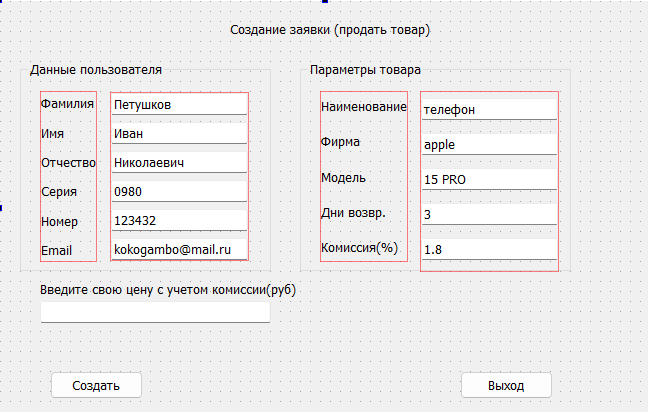 Создание заявки (продать товар)
Данные пользователя
Фамилия Петушков
Имя Иван
Отчество Николаевич
Серия 0980
Номер 123432
Email kokogambo@mail.ru
Параметры товара
Наименование телефон
Фирма apple
Модель 15 PRO
Дни возвр. 3
Комиссия(%) 1.8
Введите свою цену с учетом комиссии(руб)
Создать
Выход